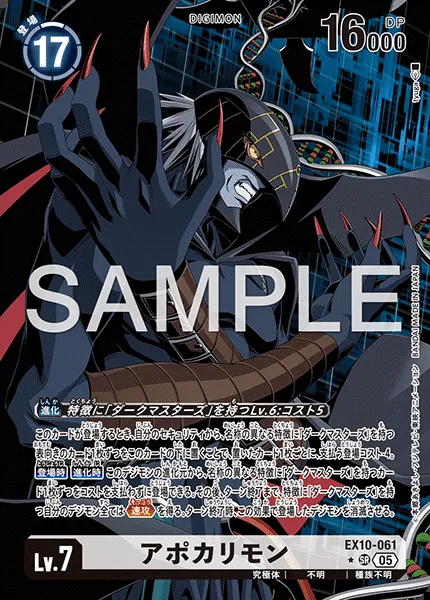 登場
17
DIGIMON
DP
16000
SAMPLE
BANDAI MADE IN JAPAN
進化 特徴に「ダークマスターズ」を持つLv.6:コスト5
このカードが登場するとき、自分のセキュリティから、名称の異なる特徴に「ダークマスターズ」を持つ
表向きのカード1枚ずつをこのカードの下に置くことで、置いたカード1枚ごとに、支払う登場コスト-4。
登場時 進化時 このデジモンの進化元から、名称の異なる特徴に「ダークマスターズ」を持つカー
ド1枚ずつをコストを支払わずに登場できる。その後、ターン終了まで、特徴に「ダークマスターズ」を持
つ自分のデジモン全ては 速攻 を得る。ターン終了時、この効果で登場したデジモンを消滅させる。
Lv.7
アポカリモン
EX10-061
SR 05
究極体 | 不明 | 種族不明